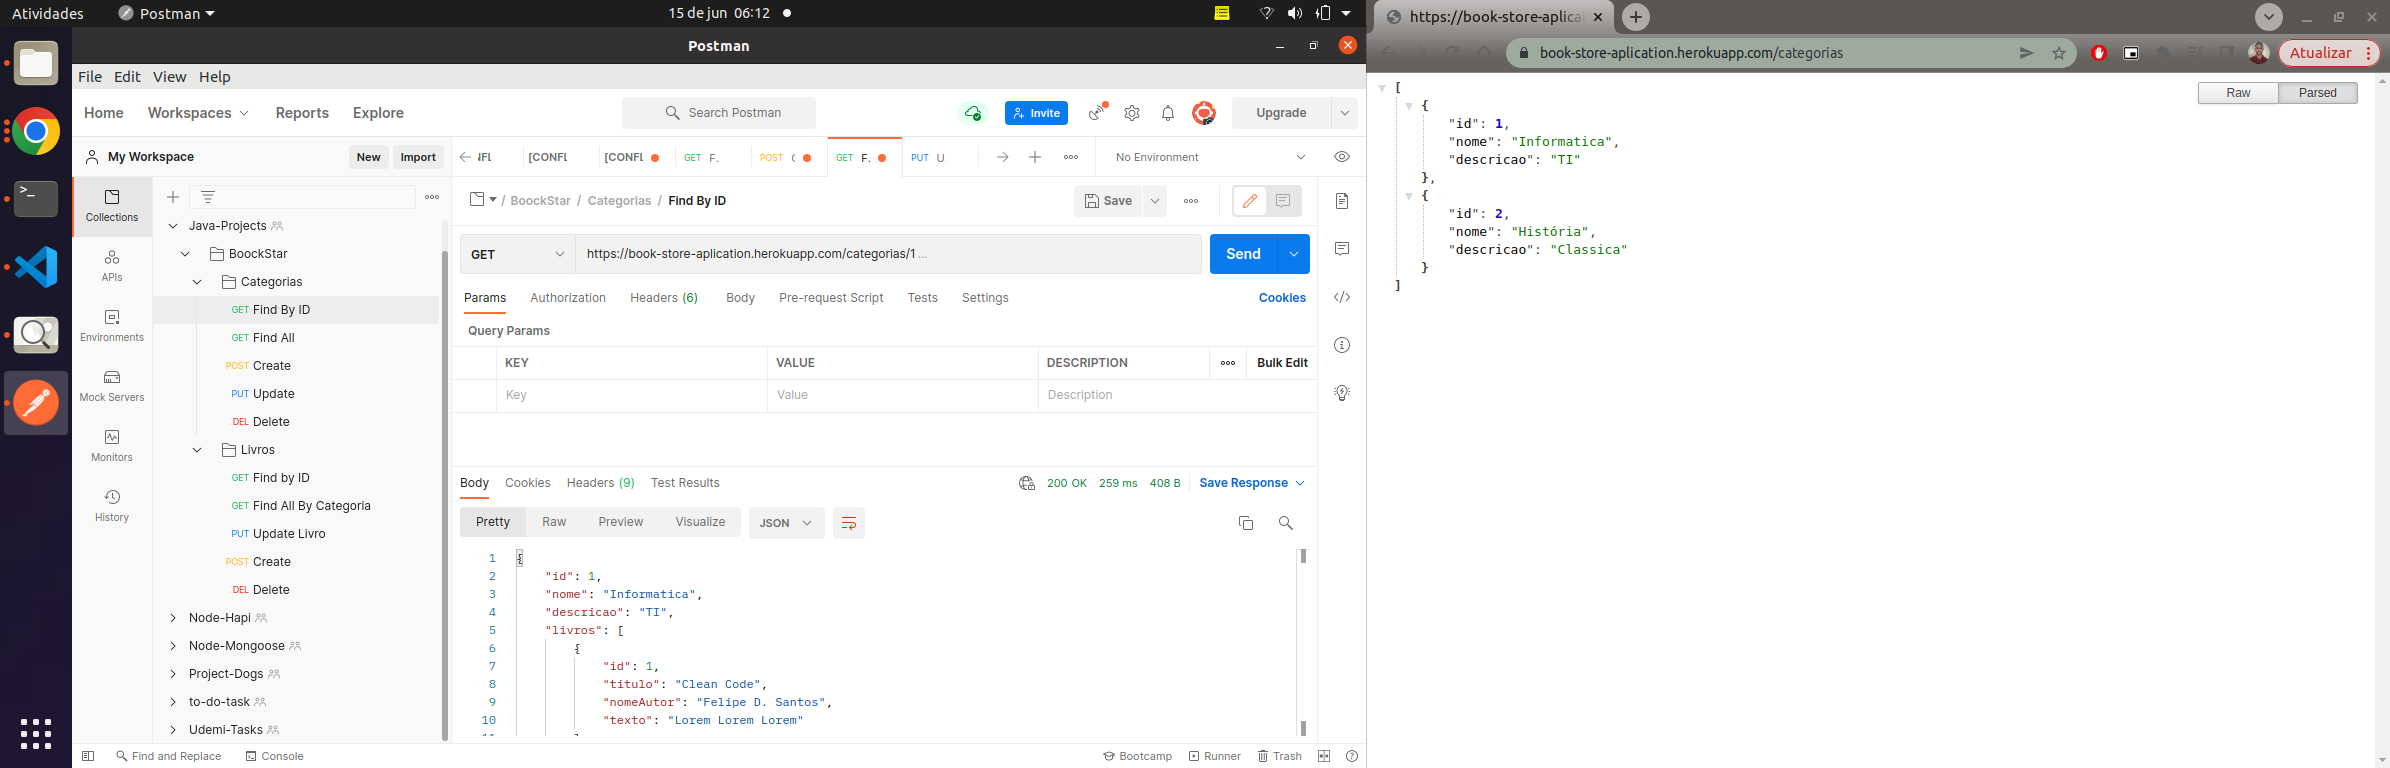 Atividades
Postman
15 de jun 06:12
Postman
File Edit View Help
Home Workspaces Reports Explore
Search Postman
Invite
Upgrade
My Workspace
New Import
[CONFL
[CONFL
GET F.
POST
GET F.
PUT U
No Environment
Collections
APIs
Environments
Mock Servers
Monitors
History
Java-Projects
BoockStar
Categorias
GET Find By ID
GET Find All
POST Create
PUT Update
DEL Delete
Livros
GET Find by ID
GET Find All By Categoria
PUT Update Livro
POST Create
DEL Delete
Node-Hapi
Node-Mongoose
Project-Dogs
to-do-task
Udemi-Tasks
/ BoockStar / Categorias / Find By ID
Save
GET
https://book-store-aplication.herokuapp.com/categorias/1 ...
Send
Params Authorization Headers (6) Body Pre-request Script Tests Settings
Cookies
Query Params
KEY VALUE DESCRIPTION
Bulk Edit
Key Value Description
Body Cookies Headers (9) Test Results
200 OK 259 ms 408 B
Save Response
Pretty Raw Preview Visualize
JSON
1 {
2 "id": 1,
3 "nome": "Informatica",
4 "descricao": "TI",
5 "livros": [
6 {
7 "id": 1,
8 "titulo": "Clean Code",
9 "nomeAutor": "Felipe D. Santos",
10 "texto": "Lorem Lorem Lorem"
Find and Replace
Console
Bootcamp
Runner
Trash
https://book-store-aplica
book-store-aplication.herokuapp.com/categorias
Atualizar
Raw Parsed
[
{
"id": 1,
"nome": "Informatica",
"descricao": "TI"
},
{
"id": 2,
"nome": "História",
"descricao": "Classica"
}
]